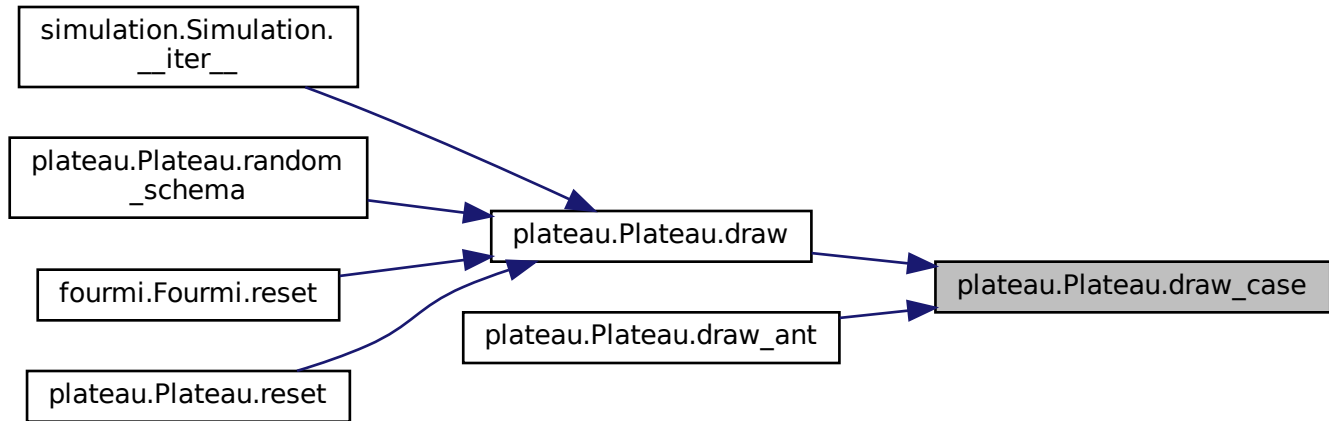 simulation.Simulation.
__iter__
plateau.Plateau.random
_schema
fourmi.Fourmi.reset
plateau.Plateau.reset
plateau.Plateau.draw
plateau.Plateau.draw_ant
plateau.Plateau.draw_case